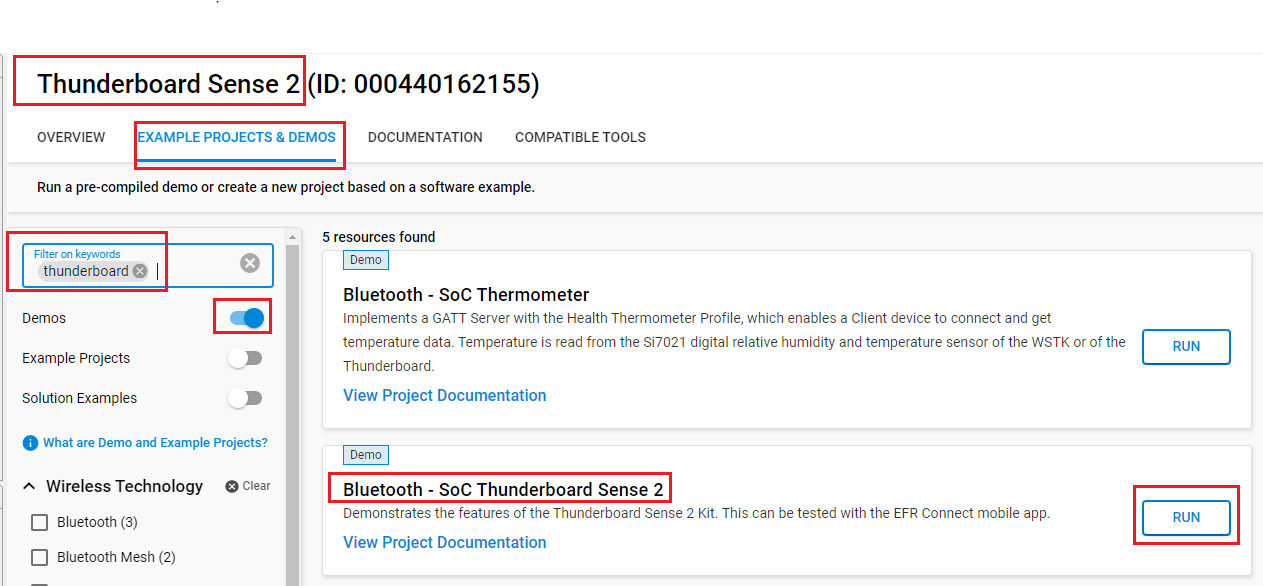 Thunderboard Sense 2 (ID: 000440162155)
OVERVIEW
EXAMPLE PROJECTS & DEMOS
DOCUMENTATION
COMPATIBLE TOOLS
Run a pre-compiled demo or create a new project based on a software example.
Filter on keywords
thunderboard
Demos
Example Projects
Solution Examples
What are Demo and Example Projects?
Wireless Technology
Clear
Bluetooth (3)
Bluetooth Mesh (2)
5 resources found
Demo
Bluetooth - SoC Thermometer
Implements a GATT Server with the Health Thermometer Profile, which enables a Client device to connect and get
temperature data. Temperature is read from the Si7021 digital relative humidity and temperature sensor of the WSTK or of the
Thunderboard.
View Project Documentation
RUN
Demo
Bluetooth - SoC Thunderboard Sense 2
Demonstrates the features of the Thunderboard Sense 2 Kit. This can be tested with the EFR Connect mobile app.
View Project Documentation
RUN